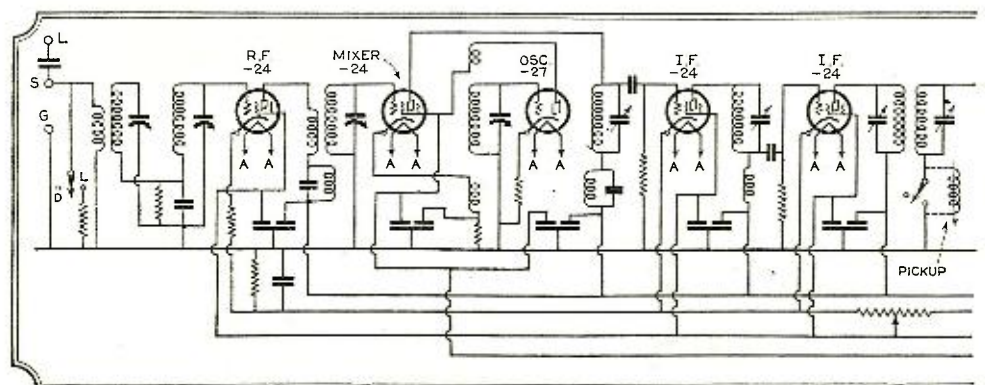 L.
S
G
"D"
L.
R.F.
-24
A A
MIXER
-24
A A
OSC
-27
A A
I.F.
-24
A A
I.F.
-24
A A
PICKUP